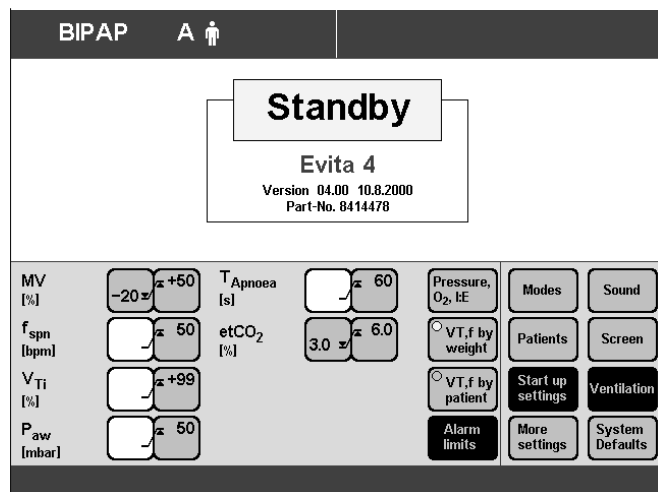 BIPAP A
Standby
Evita 4
Version 04.00 10.8.2000
Part-No. 8414478
MV
[%]
-20 +50
TApnoea
[s]
60
Pressure,
O2, I:E
Modes
Sound
fspn
[bpm]
50
etCO2
[%]
3.0 6.0
VT,f by
weight
Patients
Screen
VTi
[%]
+99
VT,f by
patient
Start up
settings
Ventilation
Paw
[mbar]
50
Alarm
limits
More
settings
System
Defaults